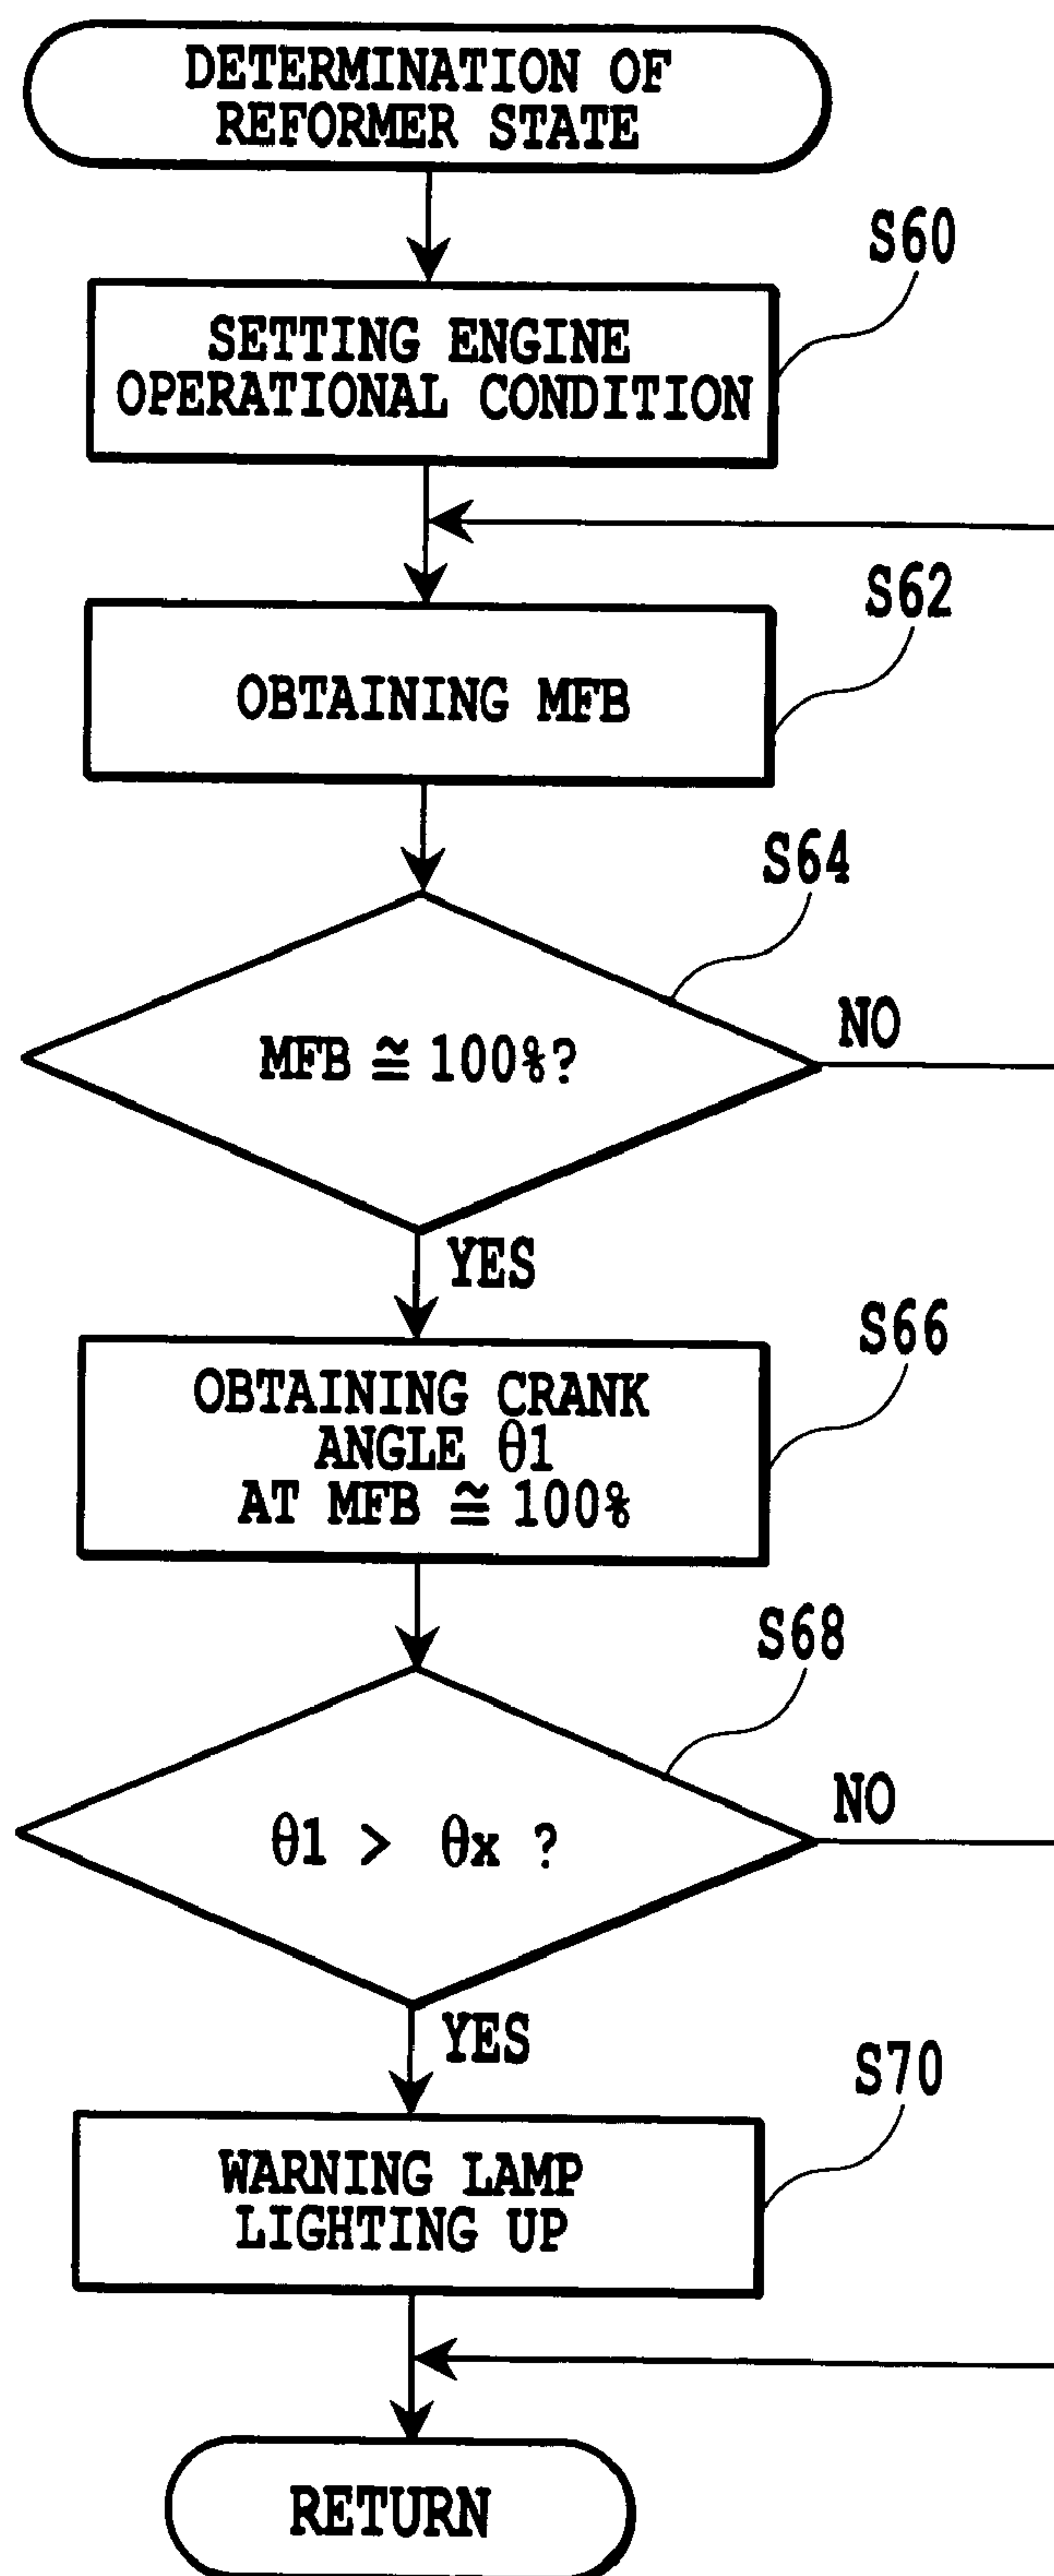 DETERMINATION OF
REFORMER STATE
S60
SETTING ENGINE
OPERATIONAL CONDITION
S62
OBTAINING MFB
S64
MFB ≅ 100%?
NO
YES
S66
OBTAINING CRANK
ANGLE θ1
AT MFB ≅ 100%
S68
θ1 > θx ?
NO
YES
S70
WARNING LAMP
LIGHTING UP
RETURN